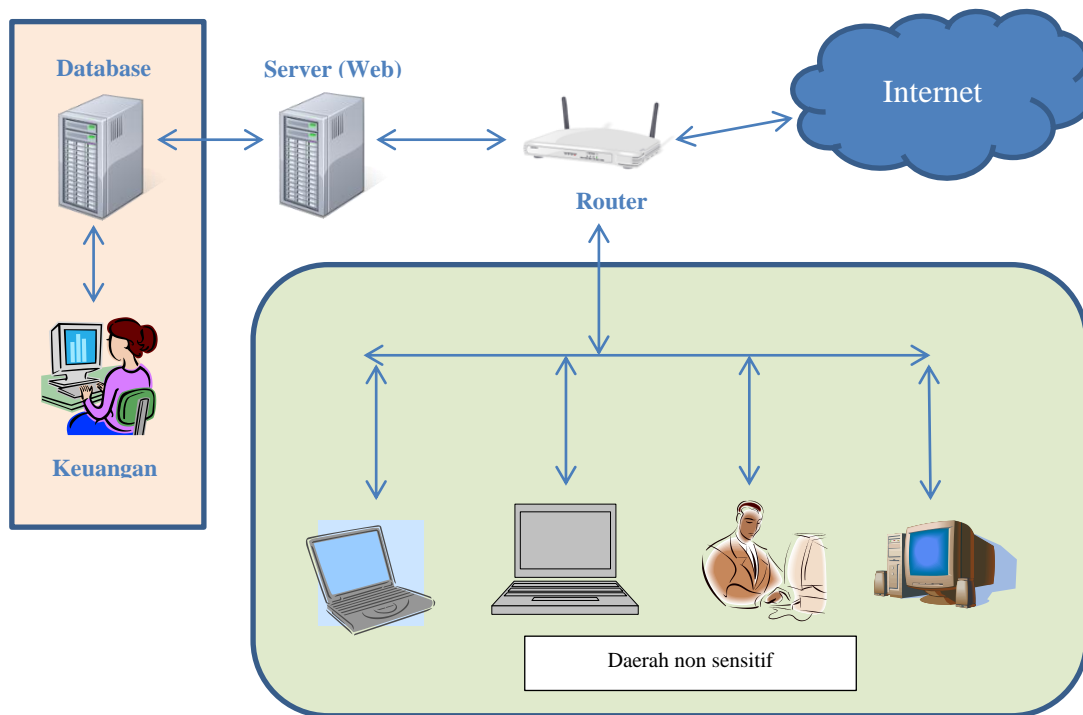 Database
Server (Web)
Internet
Router
Keuangan
Daerah non sensitif